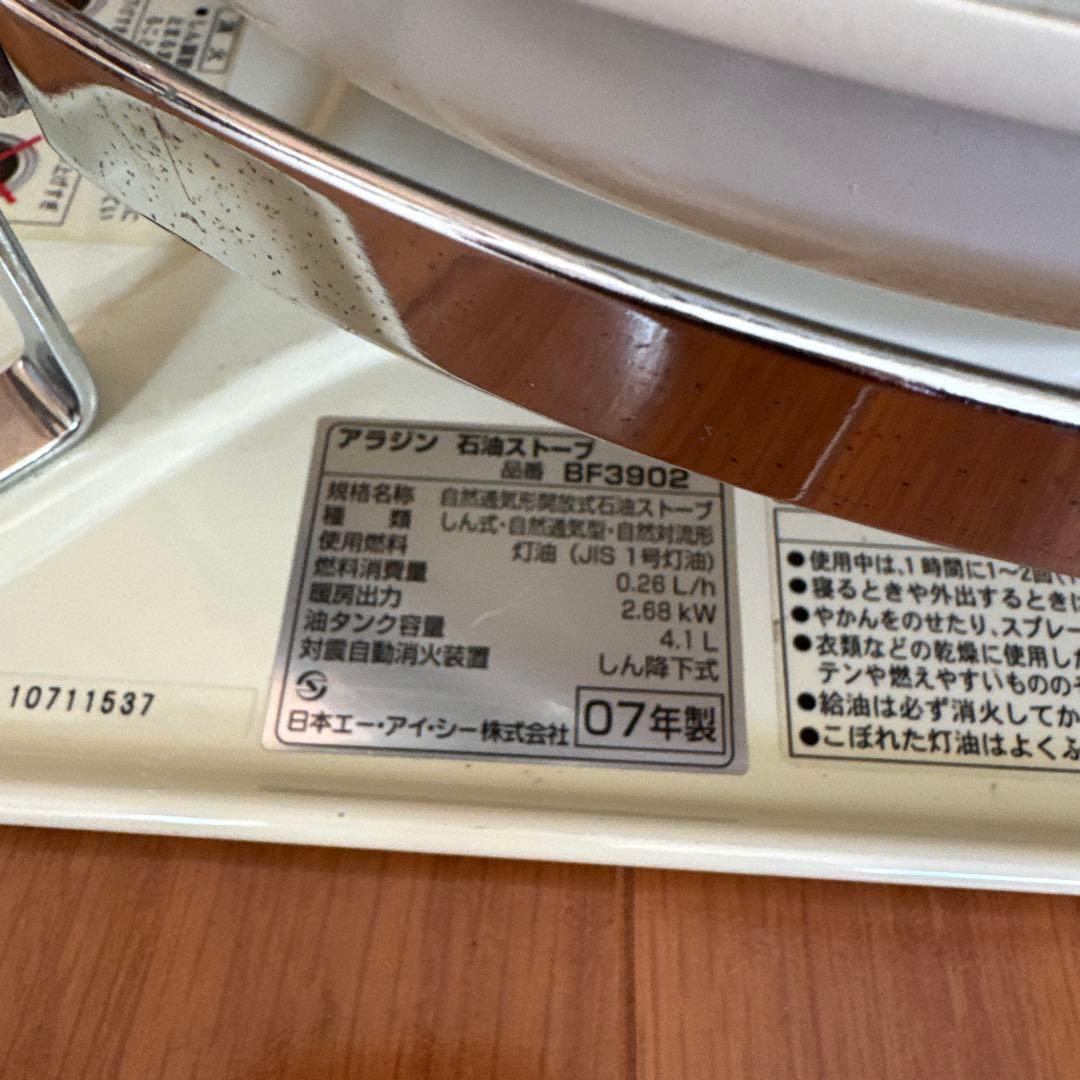 消火
アラジン 石油ストーブ
品番 BF3902
規格名称 自然通気形開放式石油ストーブ
種類 しん式・自然通気型・自然対流形
使用燃料 灯油(JIS 1号灯油)
燃料消費量 0.26 L/h
暖房出力 2.68 kW
油タンク容量 4.1 L
対震自動消火装置 しん降下式
日本エー・アイ・シー株式会社 07年製
10711537
●使用中は、1時間に1〜2回
●寝るときや外出するときに
●やかんをのせたり、スプレー
●衣類などの乾燥に使用した
テンや燃えやすいものの
●給油は必ず消火してか
●こぼれた灯油はよくふ